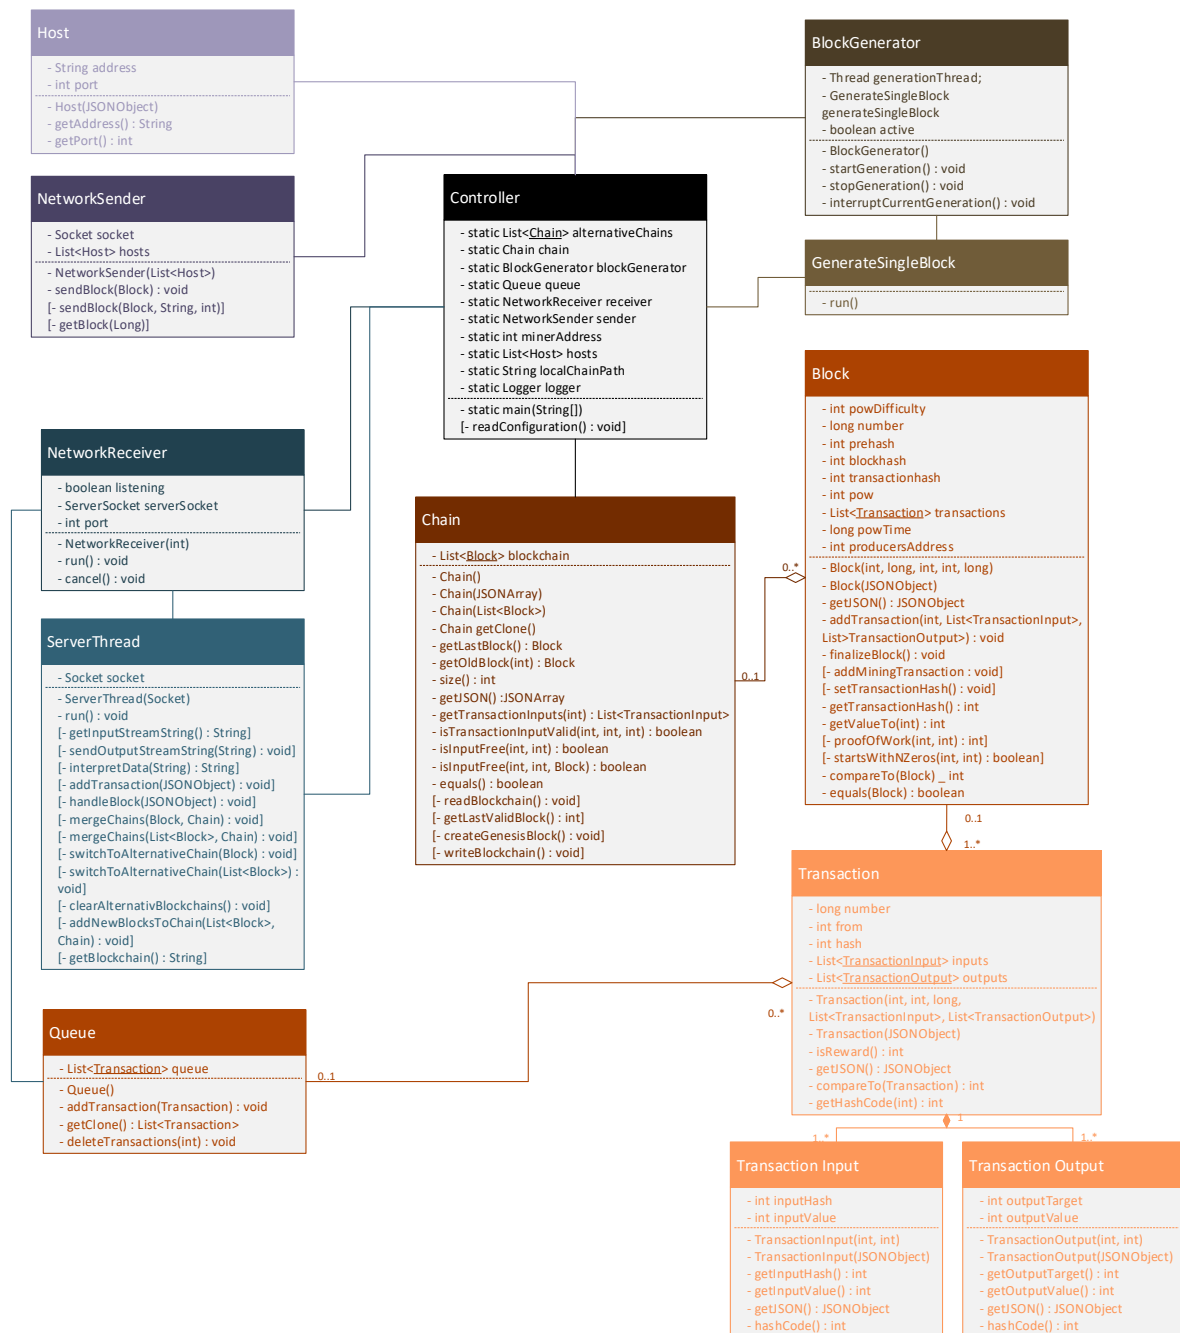 Host
- String address
- int port
- Host(JSONObject)
- getAddress() : String
- getPort() : int
BlockGenerator
- Thread generationThread;
- GenerateSingleBlock
generateSingleBlock
- boolean active
- BlockGenerator()
- startGeneration() : void
- stopGeneration() : void
- interruptCurrentGeneration() : void
NetworkSender
- Socket socket
- List<Host> hosts
- NetworkSender(List<Host>)
- sendBlock(Block) : void
[- sendBlock(Block, String, int)]
[- getBlock(Long)]
Controller
- static List<Chain> alternativeChains
- static Chain chain
- static BlockGenerator blockGenerator
- static Queue queue
- static NetworkReceiver receiver
- static NetworkSender sender
- static int minerAddress
- static List<Host> hosts
- static String localChainPath
- static Logger logger
- static main(String[])
[- readConfiguration() : void]
GenerateSingleBlock
- run()
Block
- int powDifficulty
- long number
- int prehash
- int blockhash
- int transactionhash
- int pow
- List<Transaction> transactions
- long powTime
- int producersAddress
- Block(int, long, int, int, long)
- Block(JSONObject)
- getJSON() : JSONObject
- addTransaction(int, List<TransactionInput>,
List>TransactionOutput>) : void
- finalizeBlock() : void
[- addMiningTransaction : void)]
[- setTransactionHash() : void]
- getTransactionHash() : int
- getValueTo(int) : int
[- proofOfWork(int, int) : int]
[- startsWithNZeros(int, int) : boolean]
- compareTo(Block) _ int
- equals(Block) : boolean
NetworkReceiver
- boolean listening
- ServerSocket serverSocket
- int port
- NetworkReceiver(int)
- run() : void
- cancel() : void
Chain
- List<Block> blockchain
- Chain()
- Chain(JSONArray)
- Chain(List<Block>)
- Chain getClone()
- getLastBlock() : Block
- getOldBlock(int) : Block
- size() : int
- getJSON() :JSONArray
- getTransactionInputs(int) : List<TransactionInput>
- isTransactionInputValid(int, int, int) : boolean
- isInputFree(int, int) : boolean
- isInputFree(int, int, Block) : boolean
- equals() : boolean
[- readBlockchain() : void]
[- getLastValidBlock() : int]
[- createGenesisBlock() : void]
[- writeBlockchain() : void]
0..*
0..1
ServerThread
- Socket socket
- ServerThread(Socket)
- run() : void
[- getInputStreamString() : String]
[- sendOutputStreamString(String) : void]
[- interpretData(String) : String]
[- addTransaction(JSONObject) : void]
[- handleBlock(JSONObject) : void]
[- mergeChains(Block, Chain) : void]
[- mergeChains(List<Block>, Chain) : void]
[- switchToAlternativeChain(Block) : void]
[- switchToAlternativeChain(List<Block>) :
void]
[- clearAlternativBlockchains() : void]
[- addNewBlocksToChain(List<Block>,
Chain) : void]
[- getBlockchain() : String]
0..1
1..*
Transaction
- long number
- int from
- int hash
- List<TransactionInput> inputs
- List<TransactionOutput> outputs
- Transaction(int, int, long,
List<TransactionInput>, List<TransactionOutput>)
- Transaction(JSONObject)
- isReward() : int
- getJSON() : JSONObject
- compareTo(Transaction) : int
- getHashCode(int) : int
0..*
0..1
Queue
- List<Transaction> queue
- Queue()
- addTransaction(Transaction) : void
- getClone() : List<Transaction>
- deleteTransactions(int) : void
1
1..*
1..*
Transaction Input
- int inputHash
- int inputValue
- TransactionInput(int, int)
- TransactionInput(JSONObject)
- getInputHash() : int
- getInputValue() : int
- getJSON() : JSONObject
- hashCode() : int
Transaction Output
- int outputTarget
- int outputValue
- TransactionOutput(int, int)
- TransactionOutput(JSONObject)
- getOutputTarget() : int
- getOutputValue() : int
- getJSON() : JSONObject
- hashCode() : int